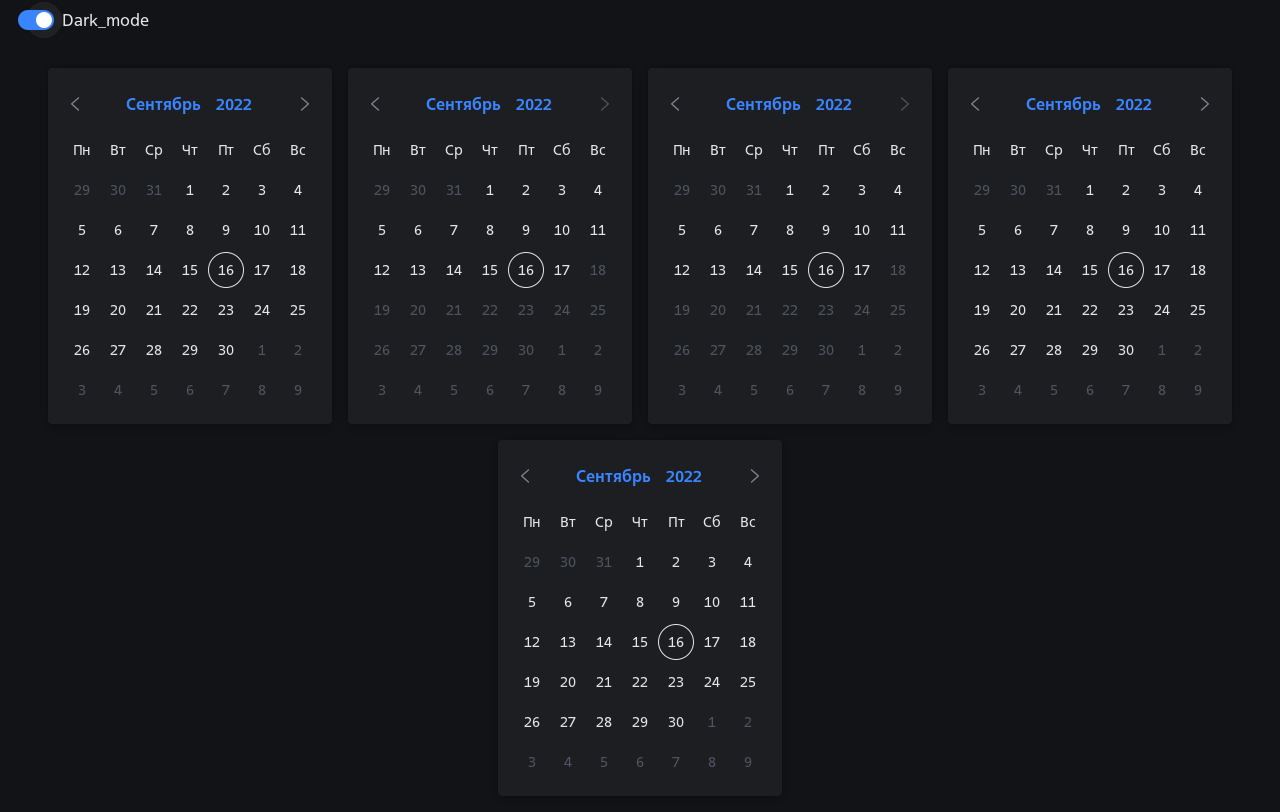 Dark_mode
Сентябрь 2022 Сентябрь 2022 Сентябрь 2022 Сентябрь 2022
Пн Вт Ср Чт Пт Сб Вс Пн Вт Ср Чт Пт Сб Вс Пн Вт Ср Чт Пт Сб Вс Пн Вт Ср Чт Пт Сб Вс
29 30 31 1 2 3 4 29 30 31 1 2 3 4 29 30 31 1 2 3 4 29 30 31 1 2 3 4
5 6 7 8 9 10 11 5 6 7 8 9 10 11 5 6 7 8 9 10 11 5 6 7 8 9 10 11
12 13 14 15 16 17 18 12 13 14 15 16 17 18 12 13 14 15 16 17 18 12 13 14 15 16 17 18
19 20 21 22 23 24 25 19 20 21 22 23 24 25 19 20 21 22 23 24 25 19 20 21 22 23 24 25
26 27 28 29 30 1 2 26 27 28 29 30 1 2 26 27 28 29 30 1 2 26 27 28 29 30 1 2
3 4 5 6 7 8 9 3 4 5 6 7 8 9 3 4 5 6 7 8 9 3 4 5 6 7 8 9
Сентябрь 2022
Пн Вт Ср Чт Пт Сб Вс
29 30 31 1 2 3 4
5 6 7 8 9 10 11
12 13 14 15 16 17 18
19 20 21 22 23 24 25
26 27 28 29 30 1 2
3 4 5 6 7 8 9